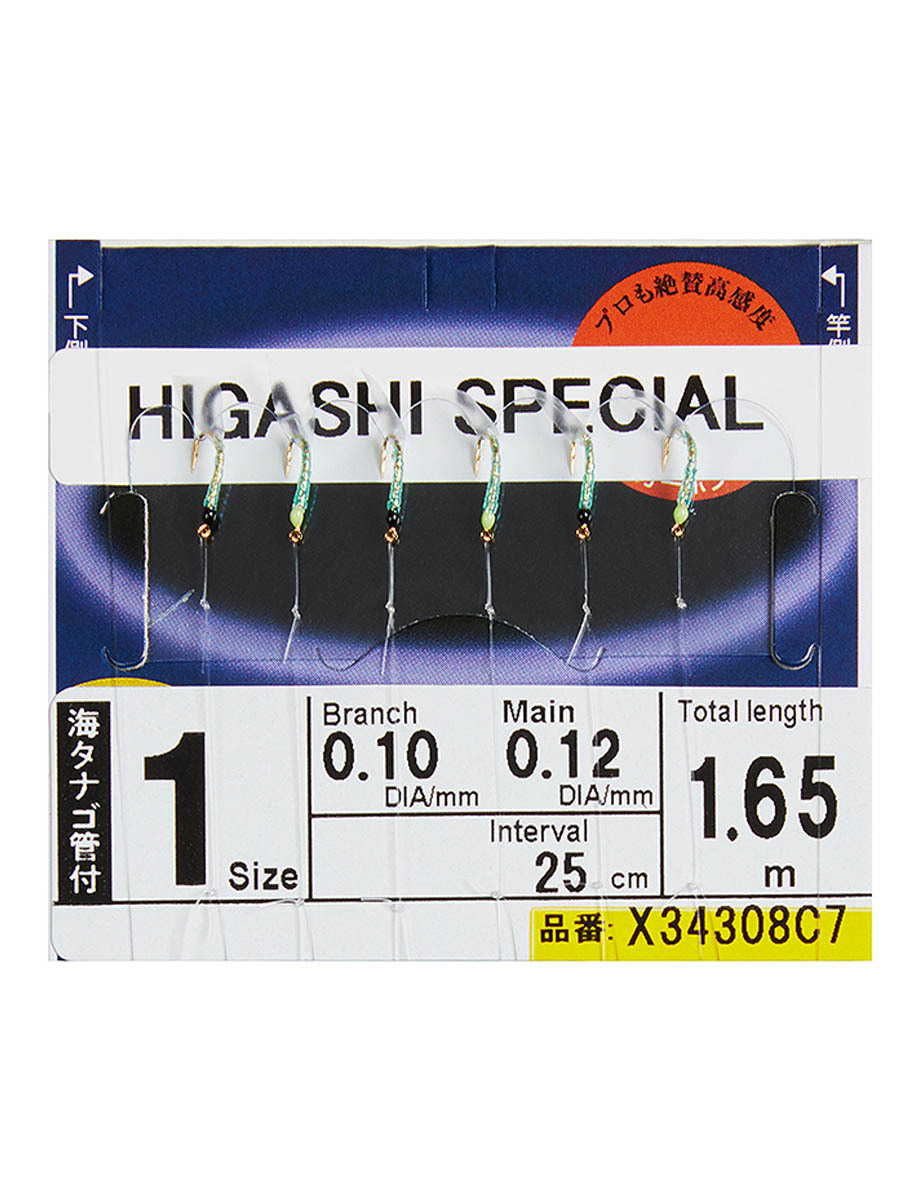 プロも絶賛高感度
下側
竿側
HIGASHI SPECIAL
海タナゴ管付
1 Size
Branch
0.10
DIA/mm
Main
0.12
DIA/mm
Interval
25 cm
Total length
1.65
m
品番: X34308C7